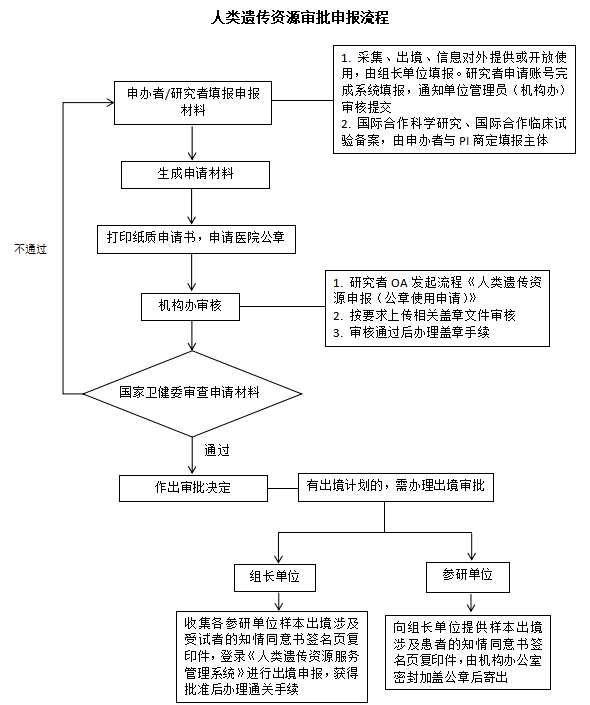 人类遗传资源审批申报流程
申办者/研究者填报申报
材料
1. 采集、出境、信息对外提供或开放使
用，由组长单位填报。研究者申请账号完
成系统填报，通知单位管理员（机构办）
审核提交
2. 国际合作科学研究、国际合作临床试
验备案，由申办者与 PI 商定填报主体
生成申请材料
不通过
打印纸质申请书，申请医院公章
机构办审核
1. 研究者 OA 发起流程《人类遗传资
源申报（公章使用申请)》
2. 按要求上传相关盖章文件审核
3. 审核通过后办理盖章手续
国家卫健委审查申请材料
通过
作出审批决定
有出境计划的，需办理出境审批
组长单位
参研单位
收集各参研单位样本出境涉及
受试者的知情同意书签名页复
印件，登录《人类遗传资源服务
管理系统》进行出境申报，获得
批准后办理通关手续
向组长单位提供样本出境
涉及患者的知情同意书签
名页复印件，由机构办公室
密封加盖公章后寄出